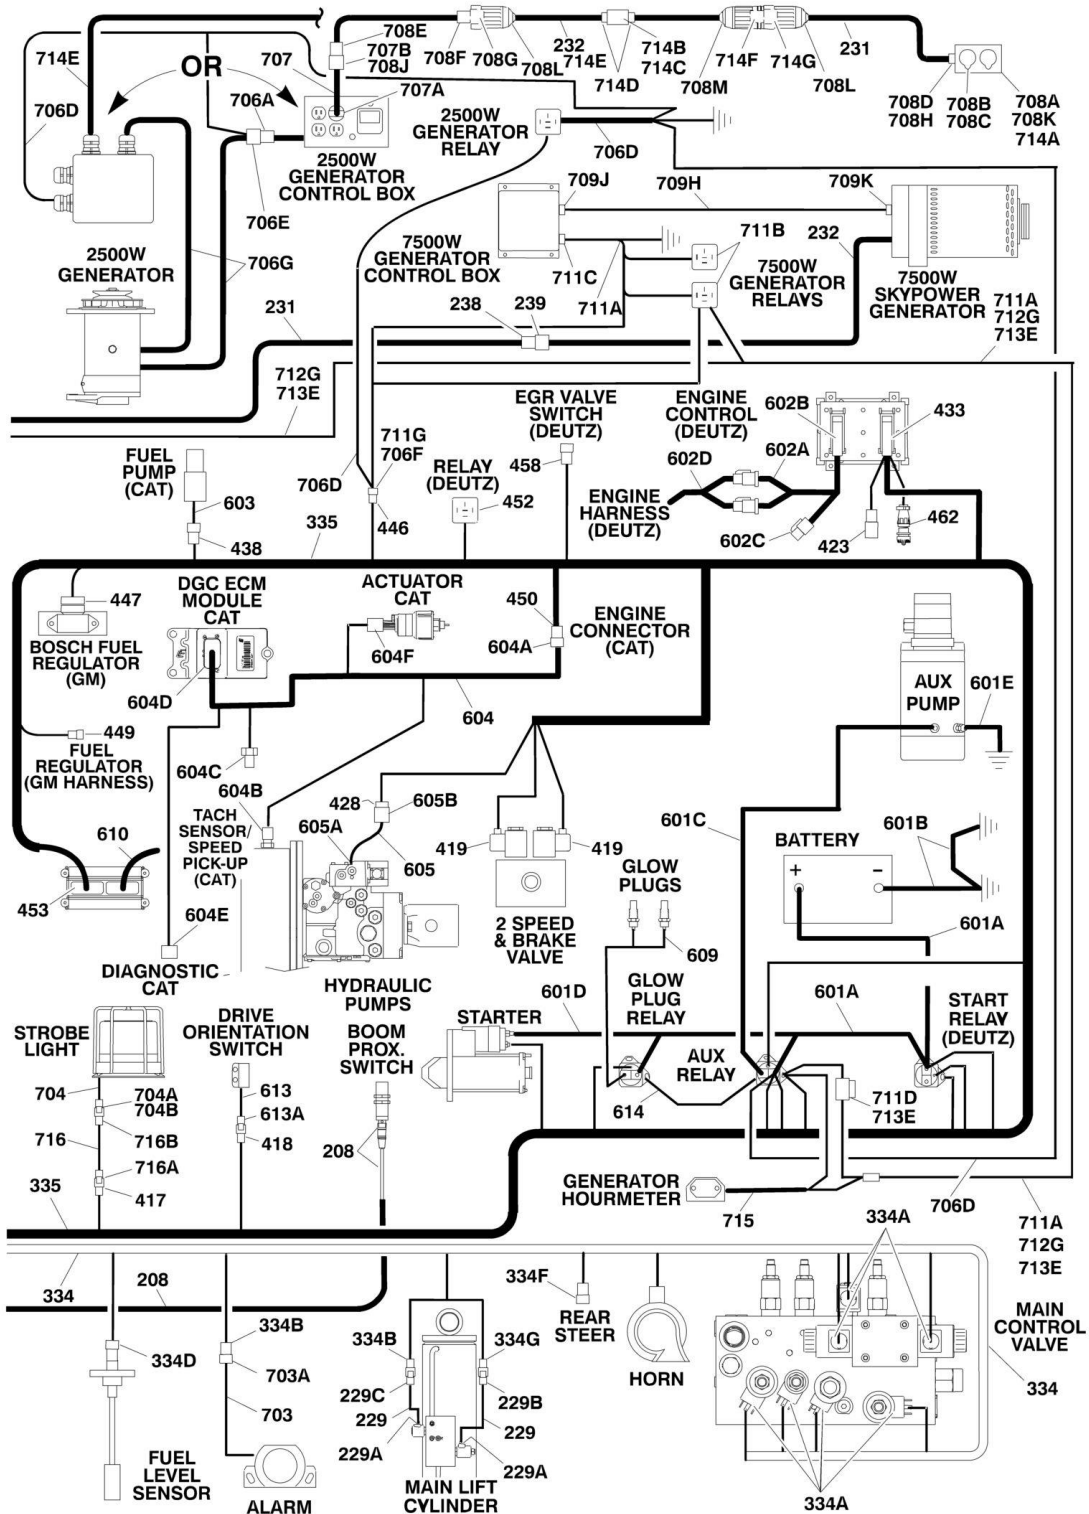 714E
706D
OR
707
706A
708E
707B
708J
707A
708F
708G
708L
232
714E
714D
714B
714C
708M
714F
714G
708L
231
708D
708H
708B
708C
708A
708K
714A
2500W
GENERATOR
RELAY
706D
2500W
GENERATOR
CONTROL BOX
706E
709J
709H
709K
232
2500W
GENERATOR
706G
7500W
GENERATOR
CONTROL BOX
711C
711A
711B
7500W
GENERATOR
RELAYS
7500W
SKYPOWER
GENERATOR
711A
712G
713E
231
238
239
712G
713E
FUEL
PUMP
(CAT)
603
438
335
706D
711G
706F
446
RELAY
(DEUTZ)
452
EGR VALVE
SWITCH
(DEUTZ)
458
ENGINE
CONTROL
(DEUTZ)
602D
602A
602B
433
ENGINE
HARNESS
(DEUTZ)
602C
423
462
447
BOSCH FUEL
REGULATOR
(GM)
DGC ECM
MODULE
CAT
604D
ACTUATOR
CAT
604F
450
604A
ENGINE
CONNECTOR
(CAT)
604
AUX
PUMP
601E
449
FUEL
REGULATOR
(GM HARNESS)
604C
604B
TACH
SENSOR/
SPEED
PICK-UP
(CAT)
428
605B
605A
605
419
419
2 SPEED
& BRAKE
VALVE
601C
BATTERY
+
-
601B
601A
610
453
604E
DIAGNOSTIC
CAT
HYDRAULIC
PUMPS
GLOW
PLUGS
609
GLOW
PLUG
RELAY
601D
601A
START
RELAY
(DEUTZ)
STROBE
LIGHT
DRIVE
ORIENTATION
SWITCH
BOOM
PROX.
SWITCH
STARTER
AUX
RELAY
614
711D
713E
704
704A
704B
716
716B
716A
417
613
613A
418
208
335
GENERATOR
HOURMETER
715
706D
711A
712G
713E
334
208
334A
334F
REAR
STEER
HORN
MAIN
CONTROL
VALVE
334
334D
334B
703A
703
334B
334G
229C
229B
229
229
229A
229A
FUEL
LEVEL
SENSOR
ALARM
MAIN LIFT
CYLINDER
334A